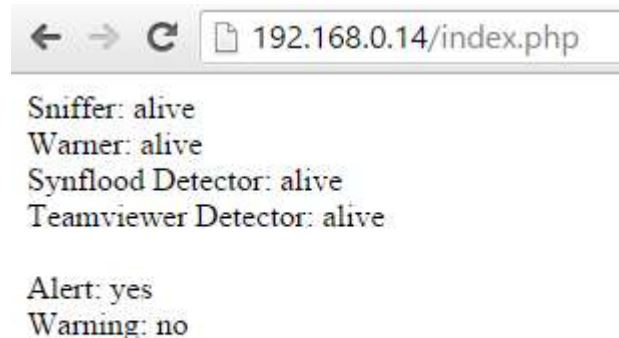 192.168.0.14/index.php
Sniffer: alive
Warner: alive
Synflood Detector: alive
Teamviewer Detector: alive
Alert: yes
Warning: no